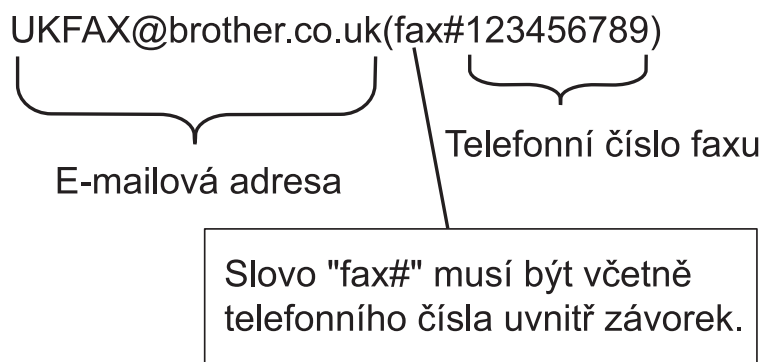 UKFAX@brother.co.uk(fax#123456789)
Telefonní číslo faxu
E-mailová adresa
Slovo "fax#" musí být včetně
telefonního čísla uvnitř závorek.